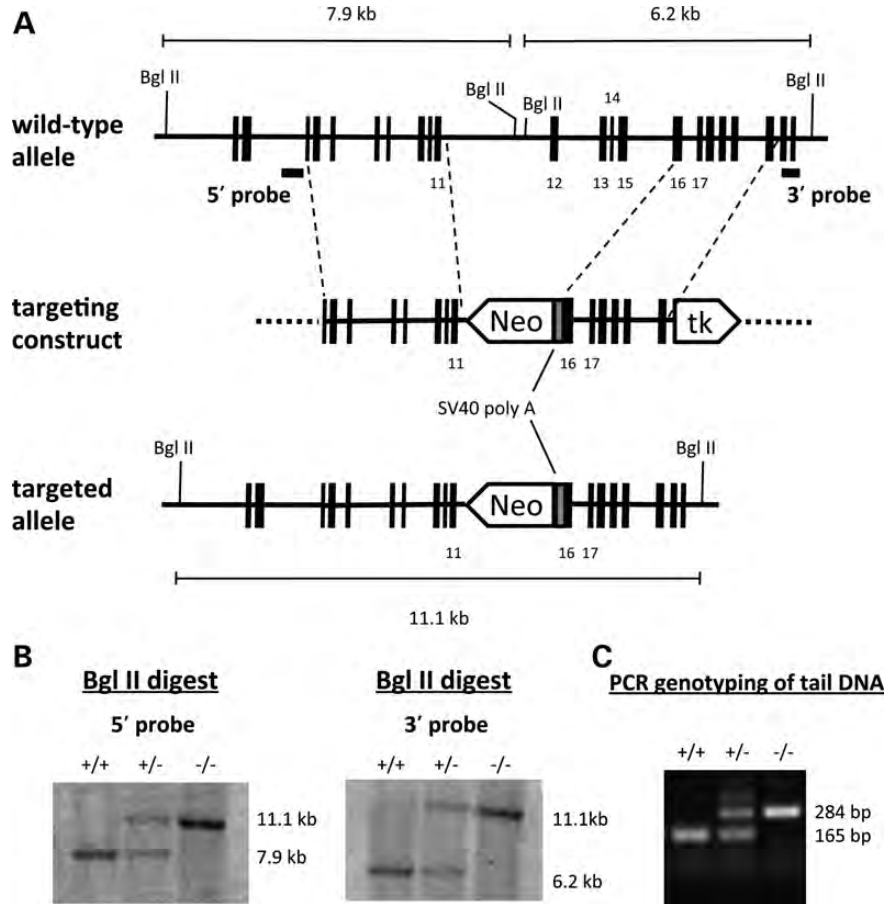 A
7.9 kb
6.2 kb
Bgl II
Bgl II
Bgl II
Bgl II
14
wild-type
allele
5′ probe
11
12
13
15
16
17
3′ probe
targeting
construct
Neo
tk
11
16
17
SV40 poly A
Bgl II
Bgl II
targeted
allele
Neo
11
16
17
11.1 kb
B
Bgl II digest
5′ probe
+/+
+/-
-/-
11.1 kb
7.9 kb
Bgl II digest
3′ probe
+/+
+/-
-/-
11.1kb
6.2 kb
C
PCR genotyping of tail DNA
+/+
+/-
-/-
284 bp
165 bp